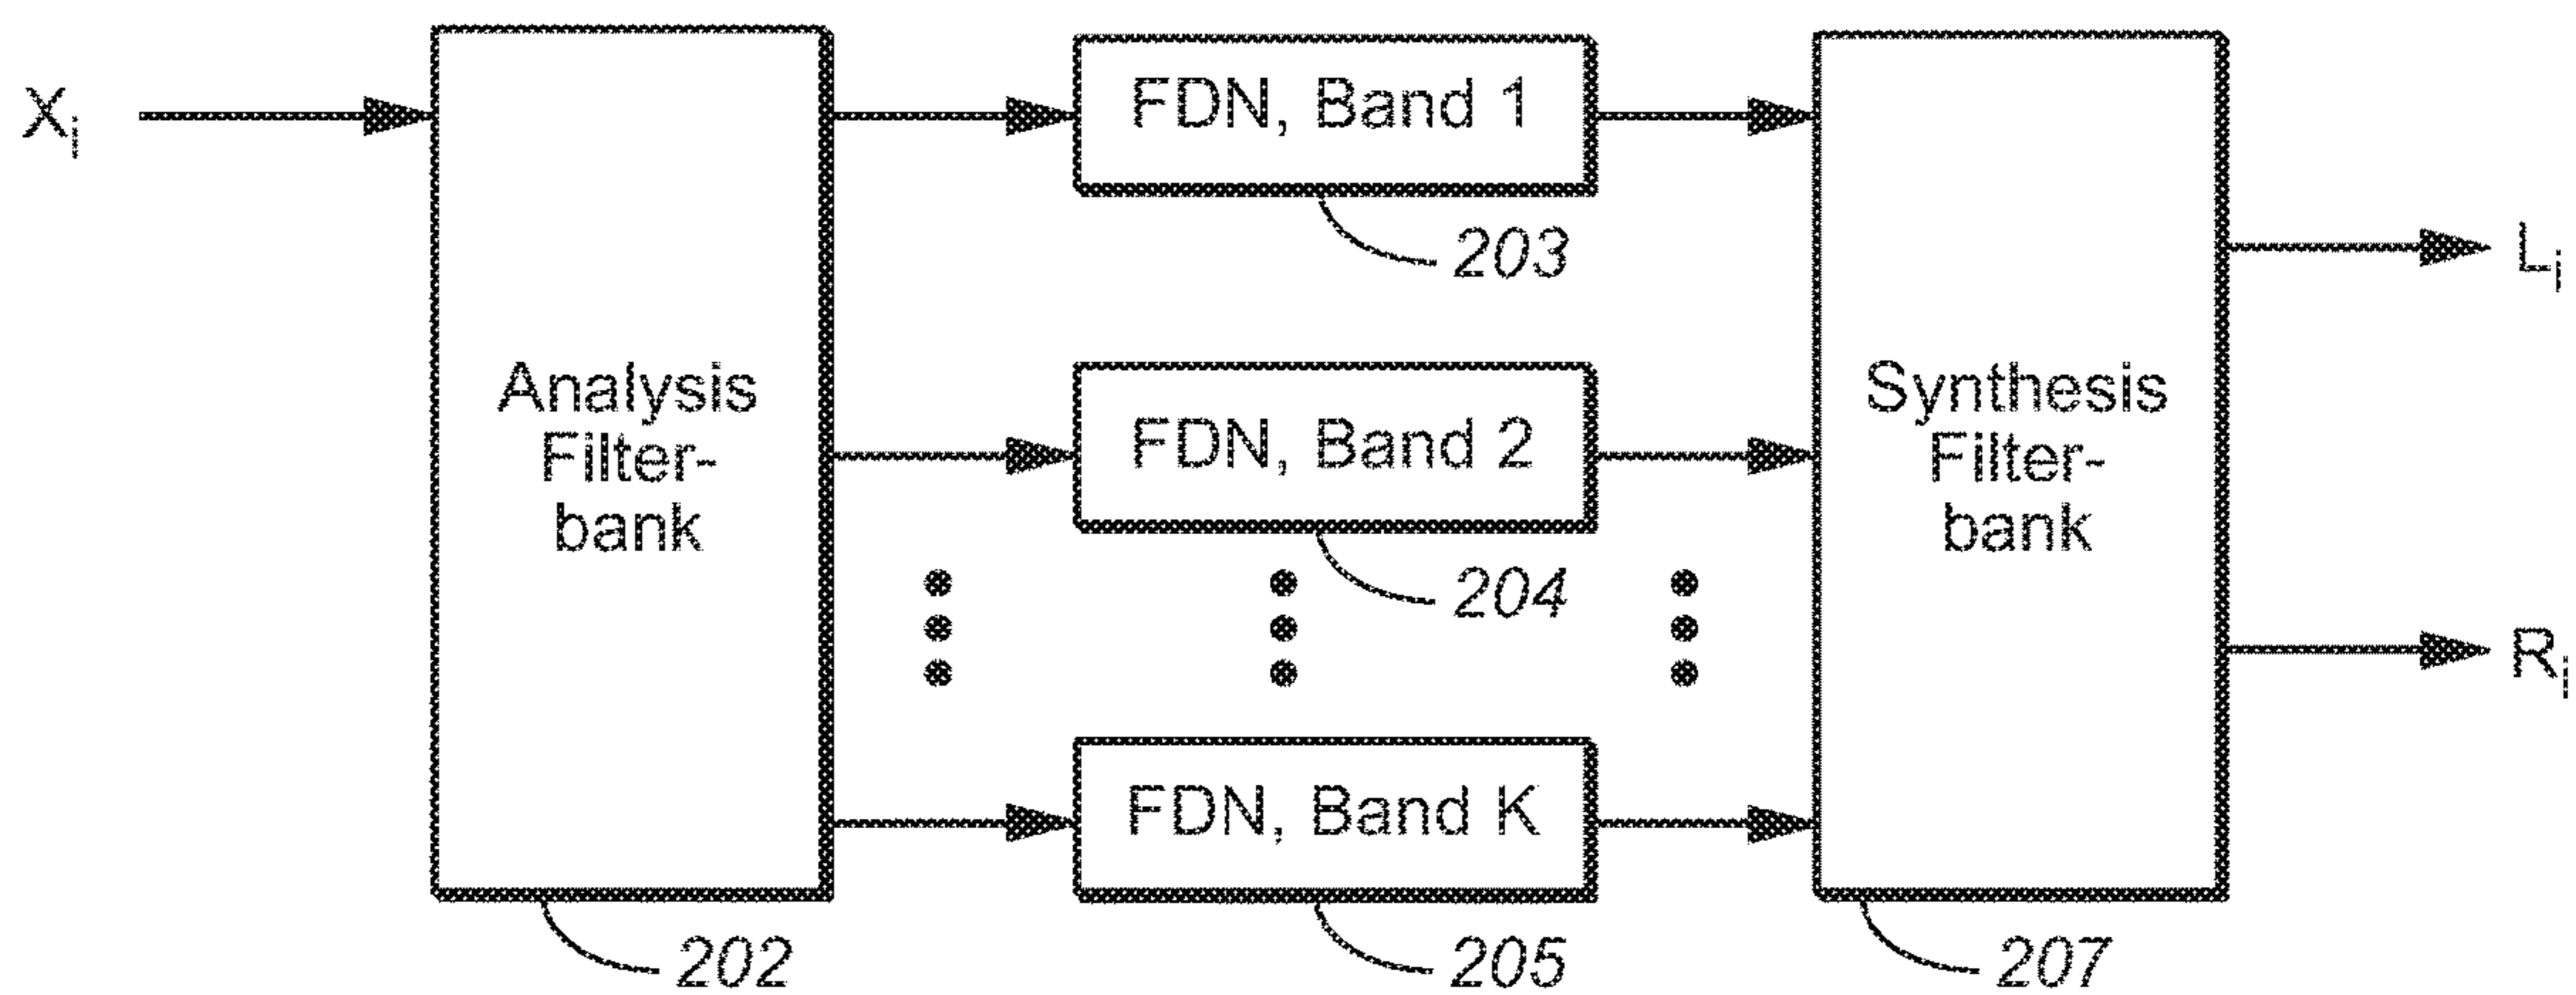 Xi
Analysis
Filter-
bank
202
FDN, Band 1
203
FDN, Band 2
204
FDN, Band K
205
Synthesis
Filter-
bank
207
Li
Ri